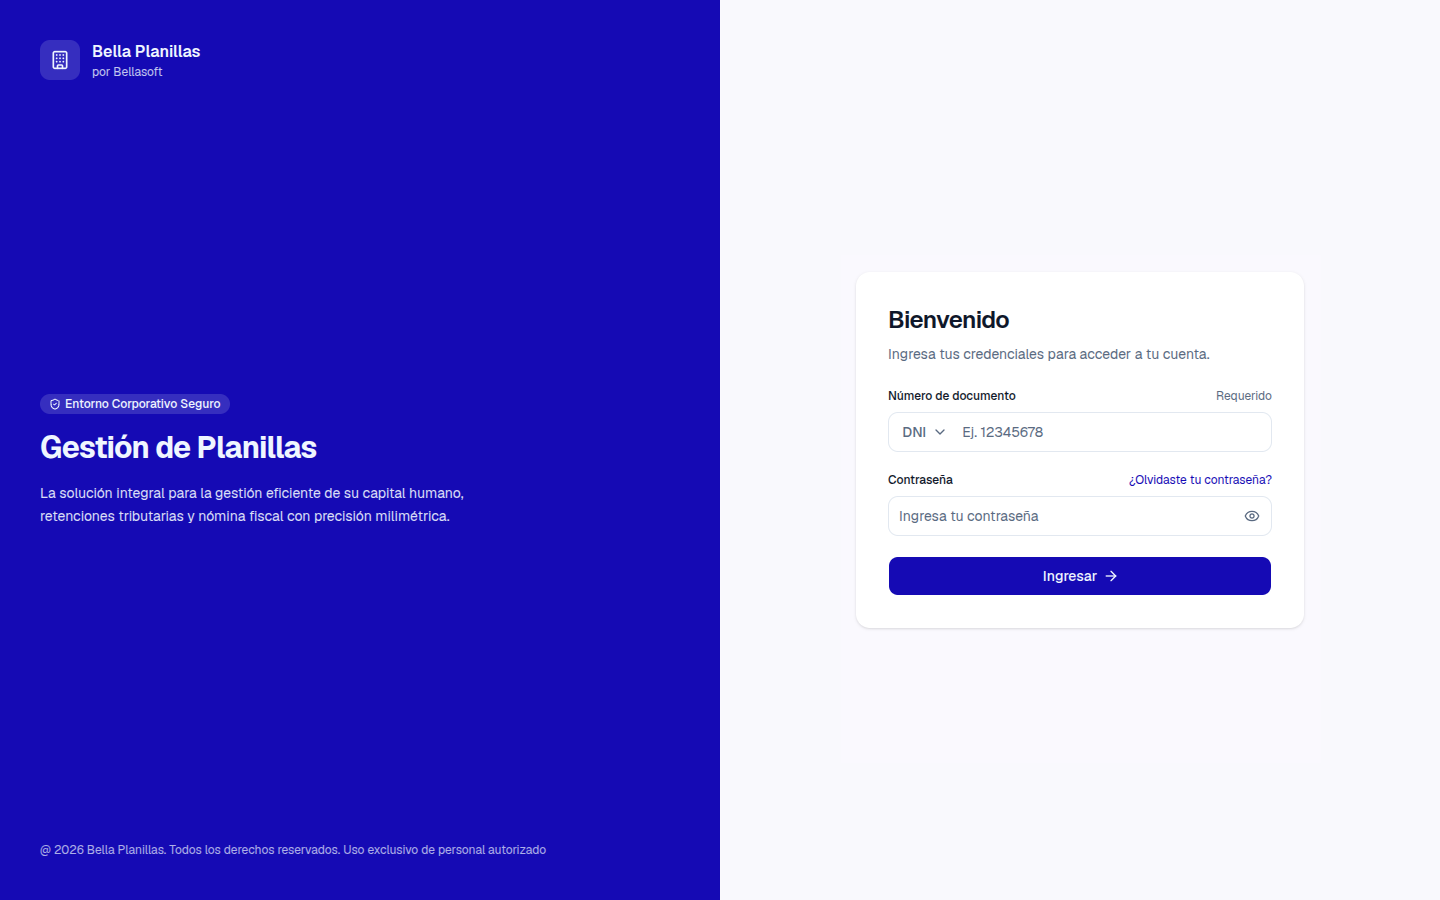 Bella Planillas
por Bellasoft
Entorno Corporativo Seguro
Gestión de Planillas
La solución integral para la gestión eficiente de su capital humano,
retenciones tributarias y nómina fiscal con precisión milimétrica.
@ 2026 Bella Planillas. Todos los derechos reservados. Uso exclusivo de personal autorizado
Bienvenido
Ingresa tus credenciales para acceder a tu cuenta.
Número de documento Requerido
DNI Ej. 12345678
Contraseña ¿Olvidaste tu contraseña?
Ingresa tu contraseña
Ingresar